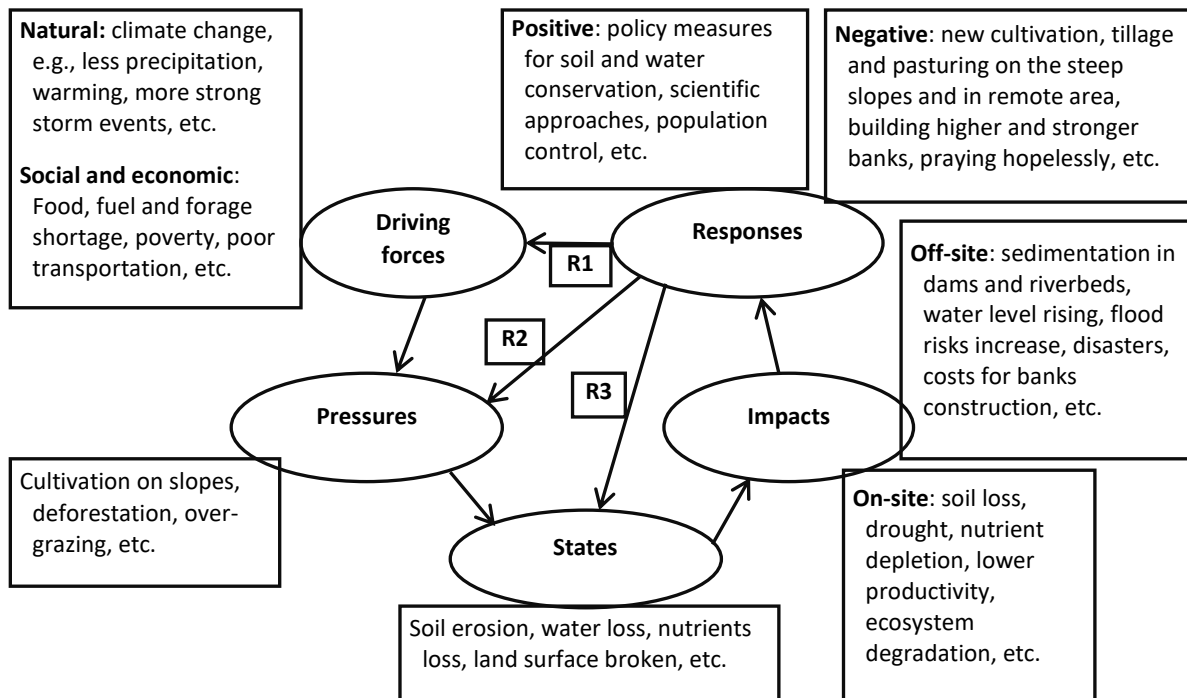 Natural: climate change,
e.g., less precipitation,
warming, more strong
storm events, etc.
Social and economic:
Food, fuel and forage
shortage, poverty, poor
transportation, etc.
Positive: policy measures
for soil and water
conservation, scientific
approaches, population
control, etc.
Negative: new cultivation, tillage
and pasturing on the steep
slopes and in remote area,
building higher and stronger
banks, praying hopelessly, etc.
Driving
forces
Responses
R1
R2
R3
Off-site: sedimentation in
dams and riverbeds,
water level rising, flood
risks increase, disasters,
costs for banks
construction, etc.
Pressures
Impacts
Cultivation on slopes,
deforestation, over-
grazing, etc.
States
On-site: soil loss,
drought, nutrient
depletion, lower
productivity,
ecosystem
degradation, etc.
Soil erosion, water loss, nutrients
loss, land surface broken, etc.